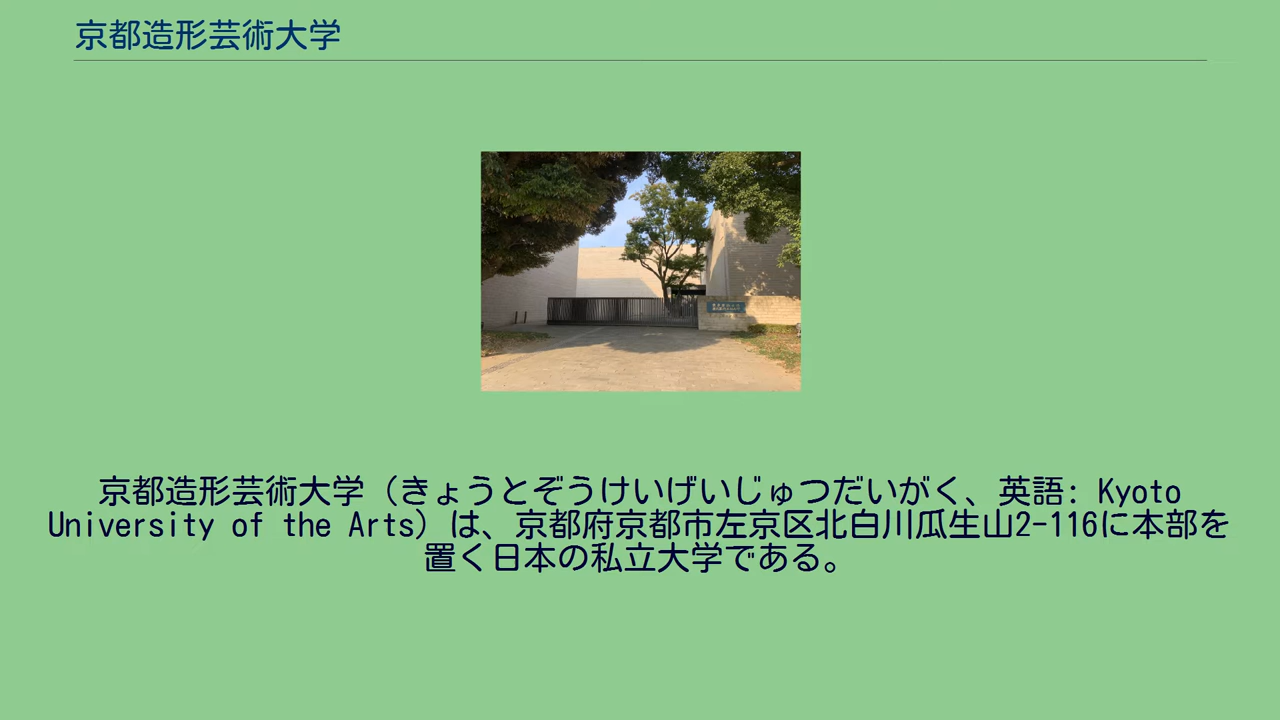 京都造形芸術大学
京都造形芸術大学（きょうとぞうけいげいじゅつだいがく、英語: Kyoto
University of the Arts）は、京都府京都市左京区北白川瓜生山2-116に本部を
置く日本の私立大学である。